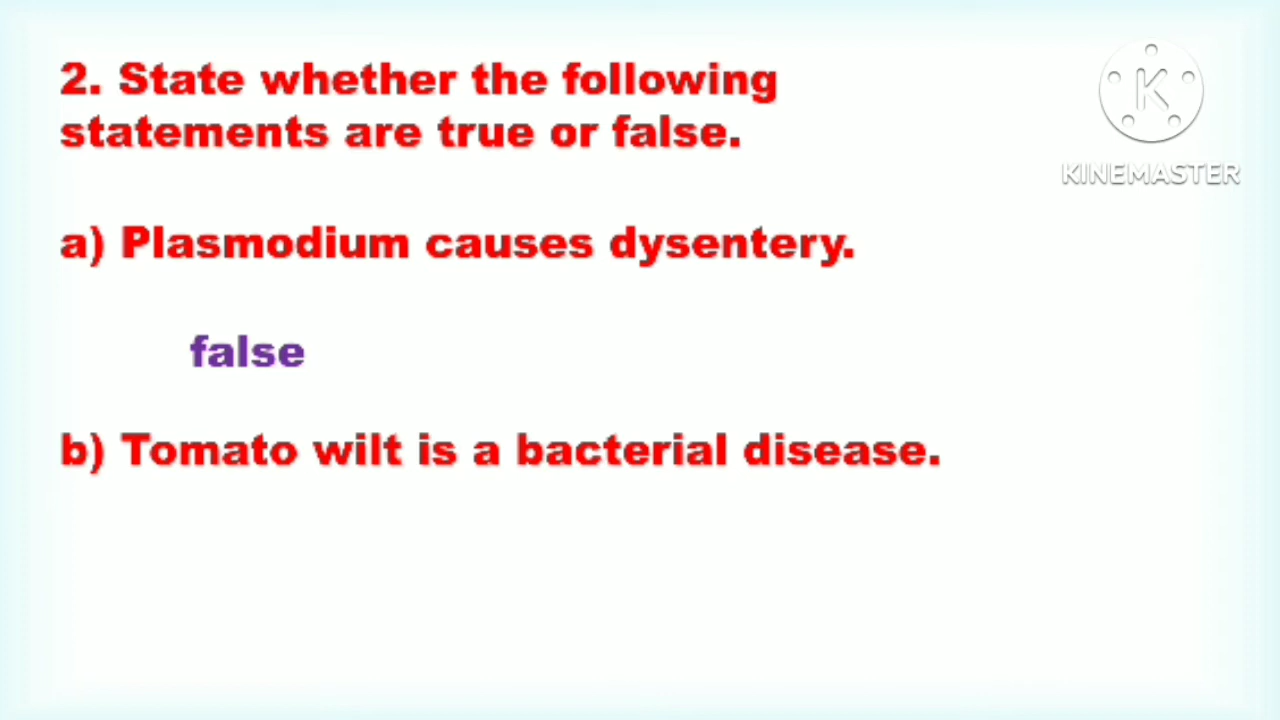 2. State whether the following
statements are true or false.
K
KINEMASTER
a) Plasmodium causes dysentery.
false
b) Tomato wilt is a bacterial disease.